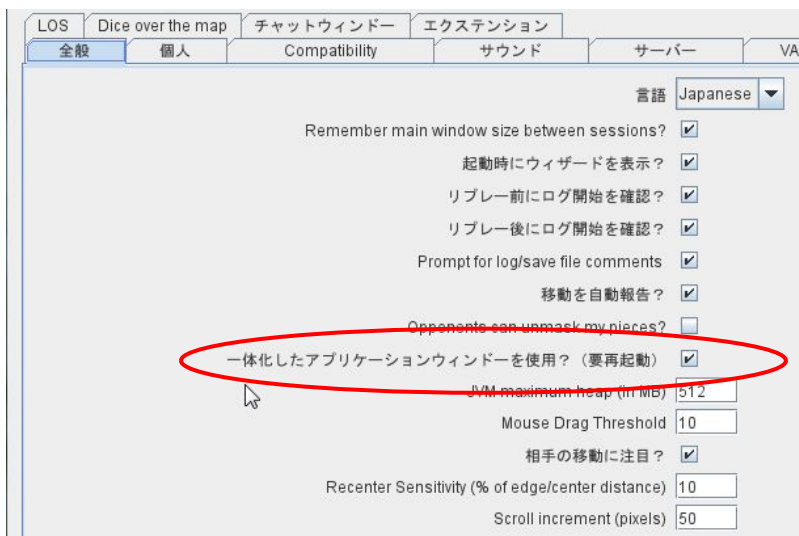 LOS Dice over the map チャットウィンドー エクステンション
全般 個人 Compatibility サウンド サーバー VA
言語 Japanese
Remember main window size between sessions?
起動時にウィザードを表示？
リプレー前にログ開始を確認？
リプレー後にログ開始を確認？
Prompt for log/save file comments
移動を自動報告？
Opponents can unmask my pieces?
一体化したアプリケーションウィンドーを使用？（要再起動）
JVM maximum heap (in MB) 512
Mouse Drag Threshold 10
相手の移動に注目？
Recenter Sensitivity (% of edge/center distance) 10
Scroll increment (pixels) 50